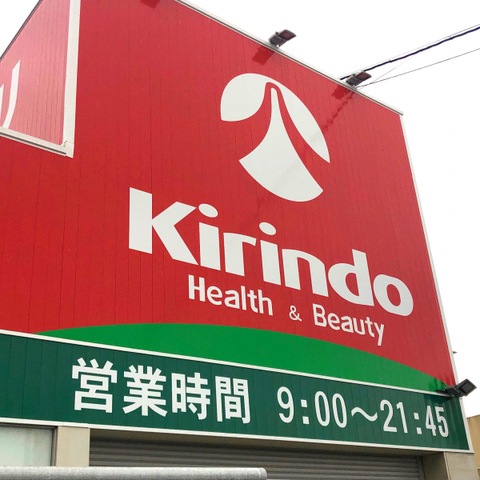 Kirindo
Health & Beauty
営業時間 9:00～21:45